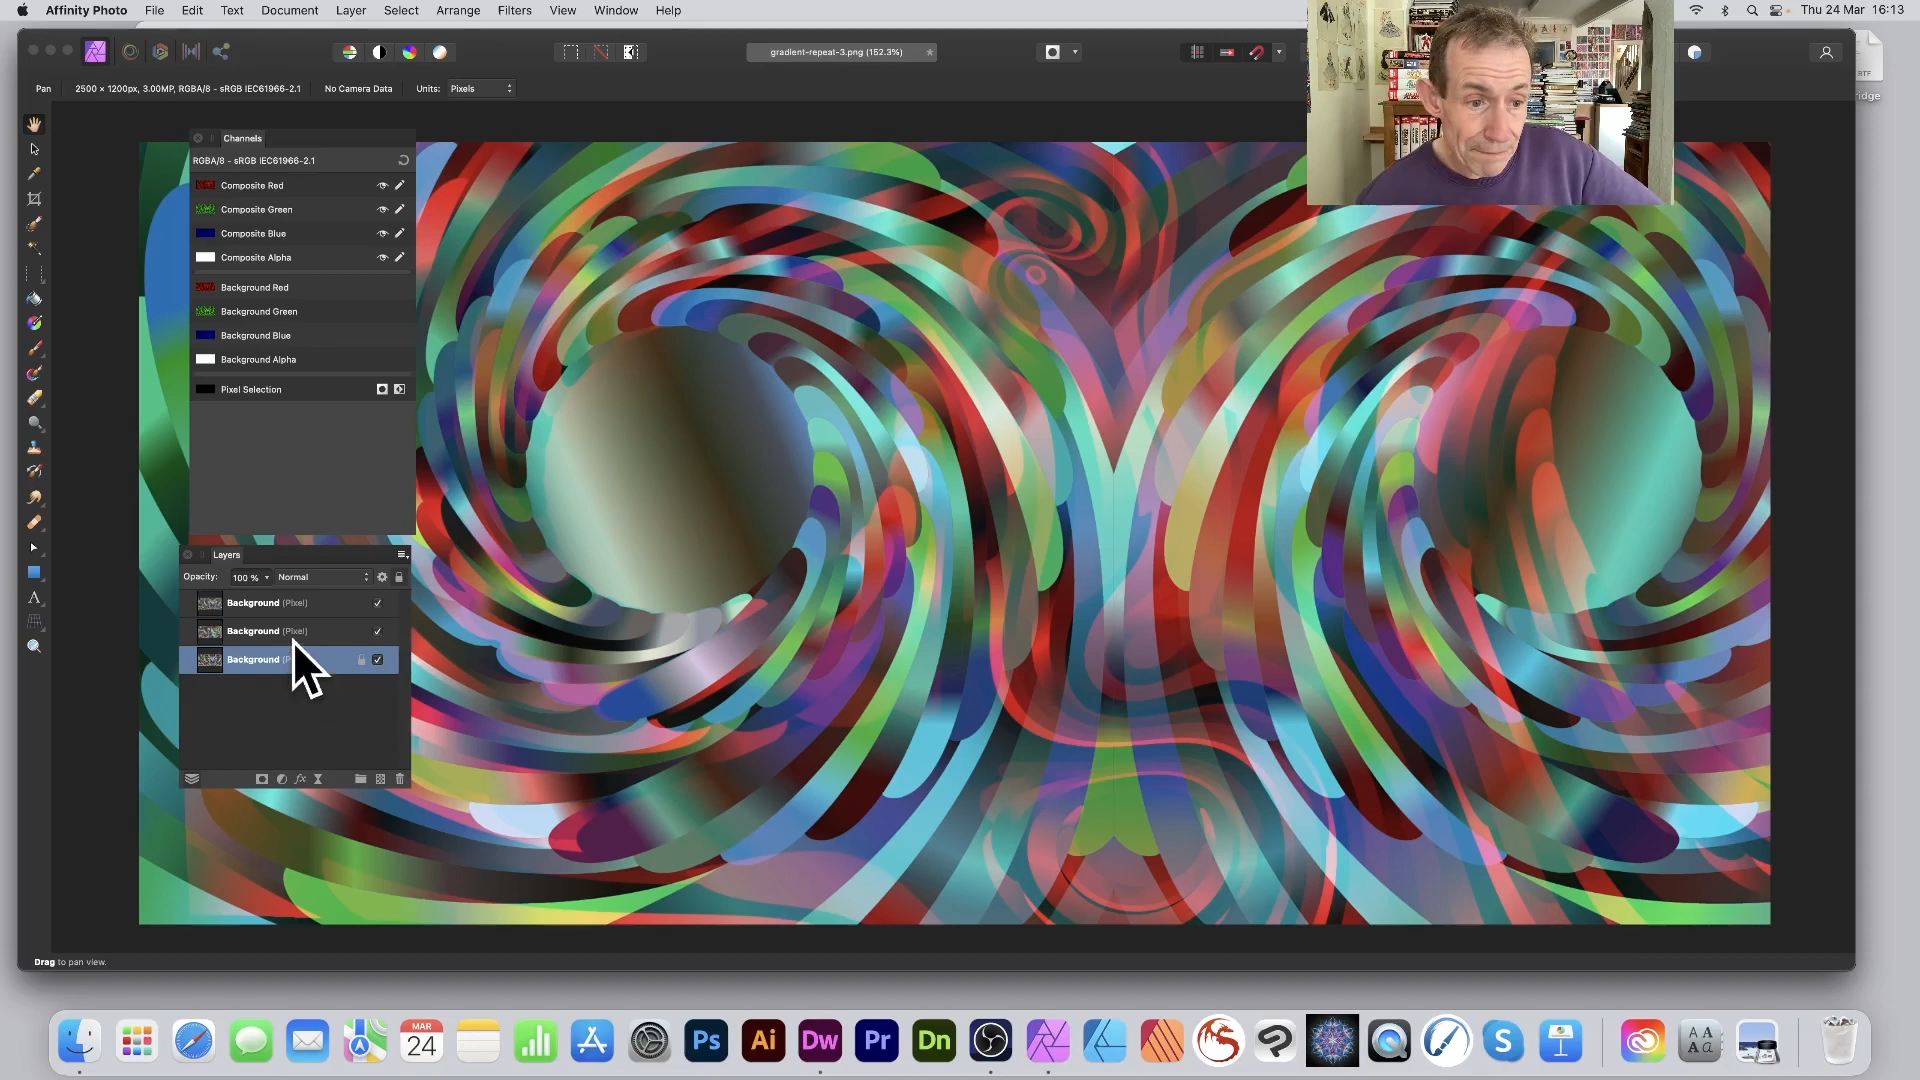 Affinity Photo File Edit Text Document Layer Select Arrange Filters View Window Help
Thu 24 Mar 16:13
gradient-repeat-3.png (152.3%)
Pan 2500 × 1200px, 3.00MP, RGBA/8 - sRGB IEC61966-2.1 No Camera Data Units: Pixels
RTF
idge
Channels
RGBA/8 - sRGB IEC61966-2.1
Composite Red
Composite Green
Composite Blue
Composite Alpha
Background Red
Background Green
Background Blue
Background Alpha
Pixel Selection
Layers
Opacity: 100 % Normal
Background (Pixel)
Background (Pixel)
Background (P
fx
A
Drag to pan view.
MAR
24
Ps
Ai
Dw
Pr
Dn
S
A A
A a